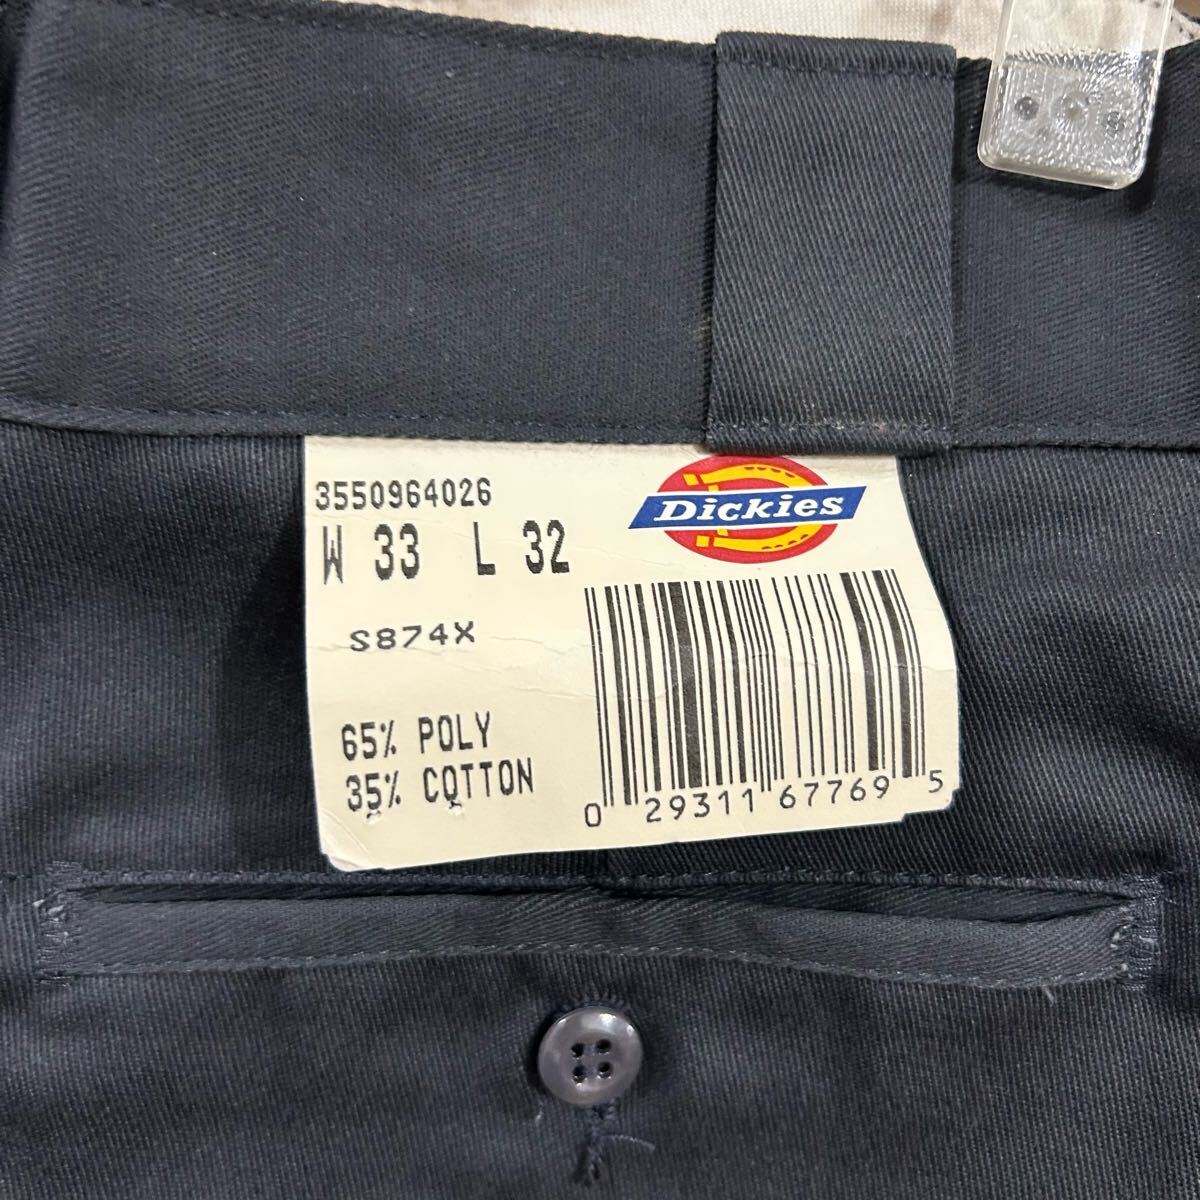 3550964026
W 33 L 32
Dickies
S874X
65% POLY
35% COTTON
0 29311 67769 5